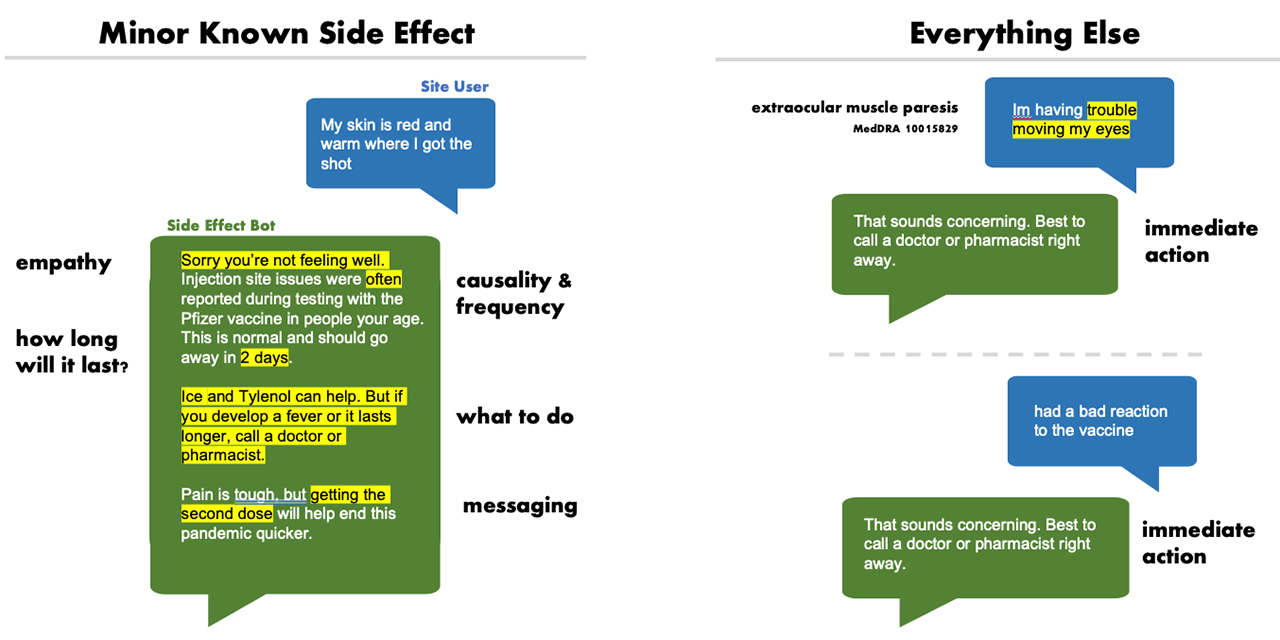 Minor Known Side Effect
Site User
My skin is red and
warm where I got the
shot
Side Effect Bot
empathy
how long
will it last?
Sorry you're not feeling well.
Injection site issues were often
reported during testing with the
Pfizer vaccine in people your age.
This is normal and should go
away in 2 days.
Ice and Tylenol can help. But if
you develop a fever or it lasts
longer, call a doctor or
pharmacist.
Pain is tough, but getting the
second dose will help end this
pandemic quicker.
causality &
frequency
what to do
messaging
Everything Else
extraocular muscle paresis
MedDRA 10015829
Im having trouble
moving my eyes
That sounds concerning. Best to
call a doctor or pharmacist right
away.
immediate
action
had a bad reaction
to the vaccine
That sounds concerning. Best to
call a doctor or pharmacist right
away.
immediate
action